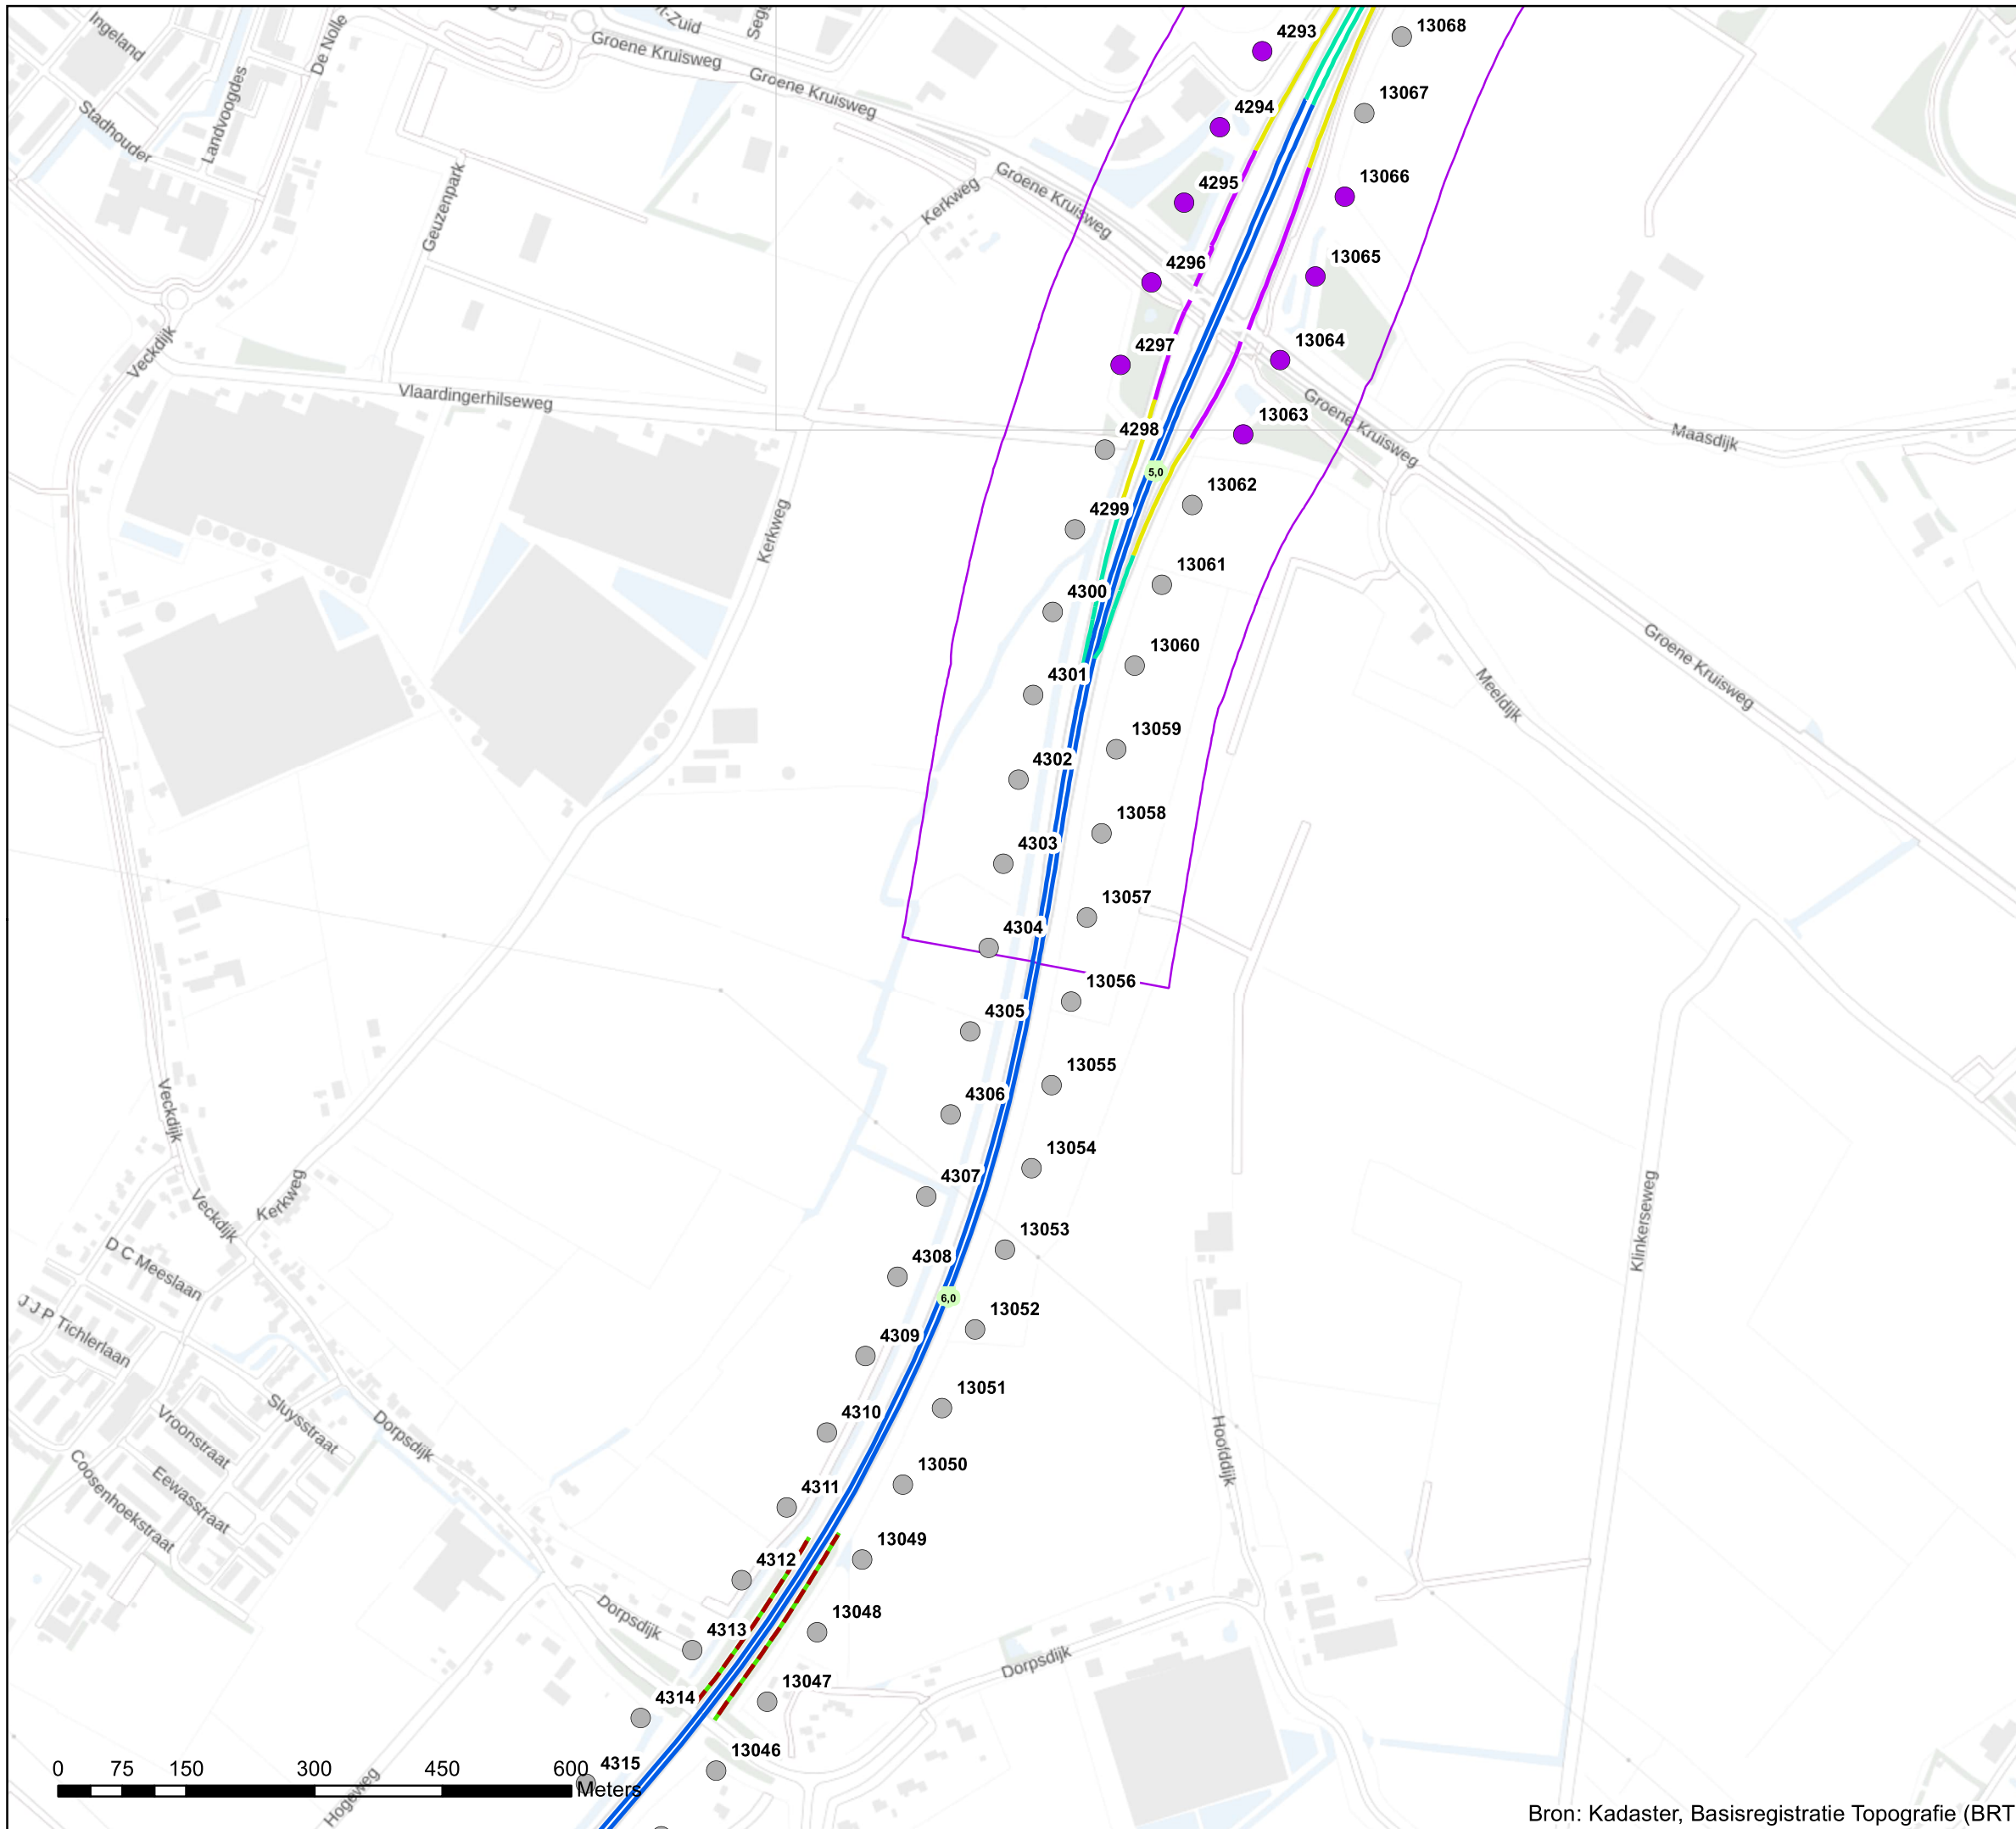 Ingeland
De Nolle
t-Zuid
Segg
4293
13068
Groene Kruisweg
Groene Kruisweg
Landvoogdes
Stadhouder
4294
13067
Geuzenpark
Kerkweg
Groene Kruisweg
4295
13066
4296
13065
Veckdijk
4297
13064
Vlaardingerhilseweg
Groene Kruisweg
4298
13063
Maasdijk
5,0
13062
Kerkweg
4299
13061
4300
13060
Groene Kruisweg
4301
Meeldijk
13059
4302
13058
4303
13057
4304
13056
4305
13055
Veckdijk
4306
13054
4307
Veckdijk
Kerkweg
13053
Klinkerseweg
D C Meeslaan
4308
6,0
13052
J J P Tichlerlaan
4309
13051
Sluysstraat
Vroonstraat
Dorpsdijk
4310
13050
Hoofddijk
Eewasstraat
Coosenhoekstraat
4311
13049
4312
13048
Dorpsdijk
4313
Dorpsdijk
13047
4314
13046
4315
0 75 150 300 450 600
Meters
Hogeweg
Bron: Kadaster, Basisregistratie Topografie (BRT